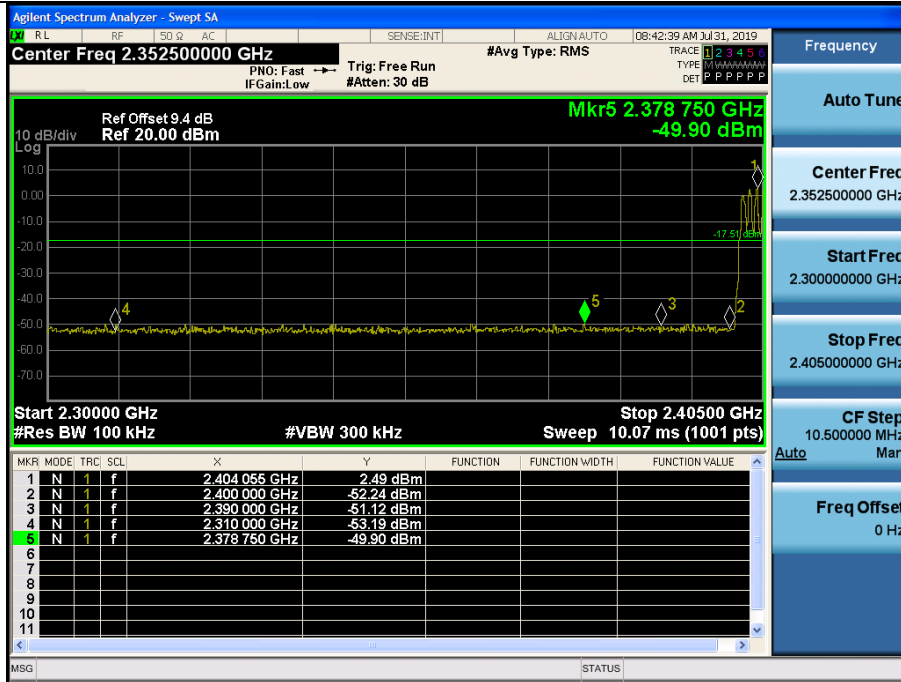 Agilent Spectrum Analyzer - Swept SA
LXI RL RF 50 Ω AC SENSE:INT ALIGN AUTO 08:42:39 AM Jul 31, 2019
Center Freq 2.352500000 GHz
PNO: Fast
IFGain:Low
Trig: Free Run
#Atten: 30 dB
#Avg Type: RMS
TRACE 1 2 3 4 5 6
TYPE M W W W W W
DET P P P P P P
Mkr5 2.378 750 GHz
-49.90 dBm
Ref Offset 9.4 dB
10 dB/div Ref 20.00 dBm
Log
10.0
0.00
-10.0
-20.0
-30.0
-40.0
-50.0
-60.0
-70.0
1
-17.51 dBm
4
5
3
2
Start 2.30000 GHz Stop 2.40500 GHz
#Res BW 100 kHz #VBW 300 kHz Sweep 10.07 ms (1001 pts)
MKR MODE TRC SCL X Y FUNCTION FUNCTION WIDTH FUNCTION VALUE
1 N 1 f 2.404 055 GHz 2.49 dBm
2 N 1 f 2.400 000 GHz -52.24 dBm
3 N 1 f 2.390 000 GHz -51.12 dBm
4 N 1 f 2.310 000 GHz -53.19 dBm
5 N 1 f 2.378 750 GHz -49.90 dBm
6
7
8
9
10
11
MSG STATUS
Frequency
Auto Tune
Center Freq
2.352500000 GHz
Start Freq
2.300000000 GHz
Stop Freq
2.405000000 GHz
CF Step
10.500000 MHz
Auto Man
Freq Offset
0 Hz